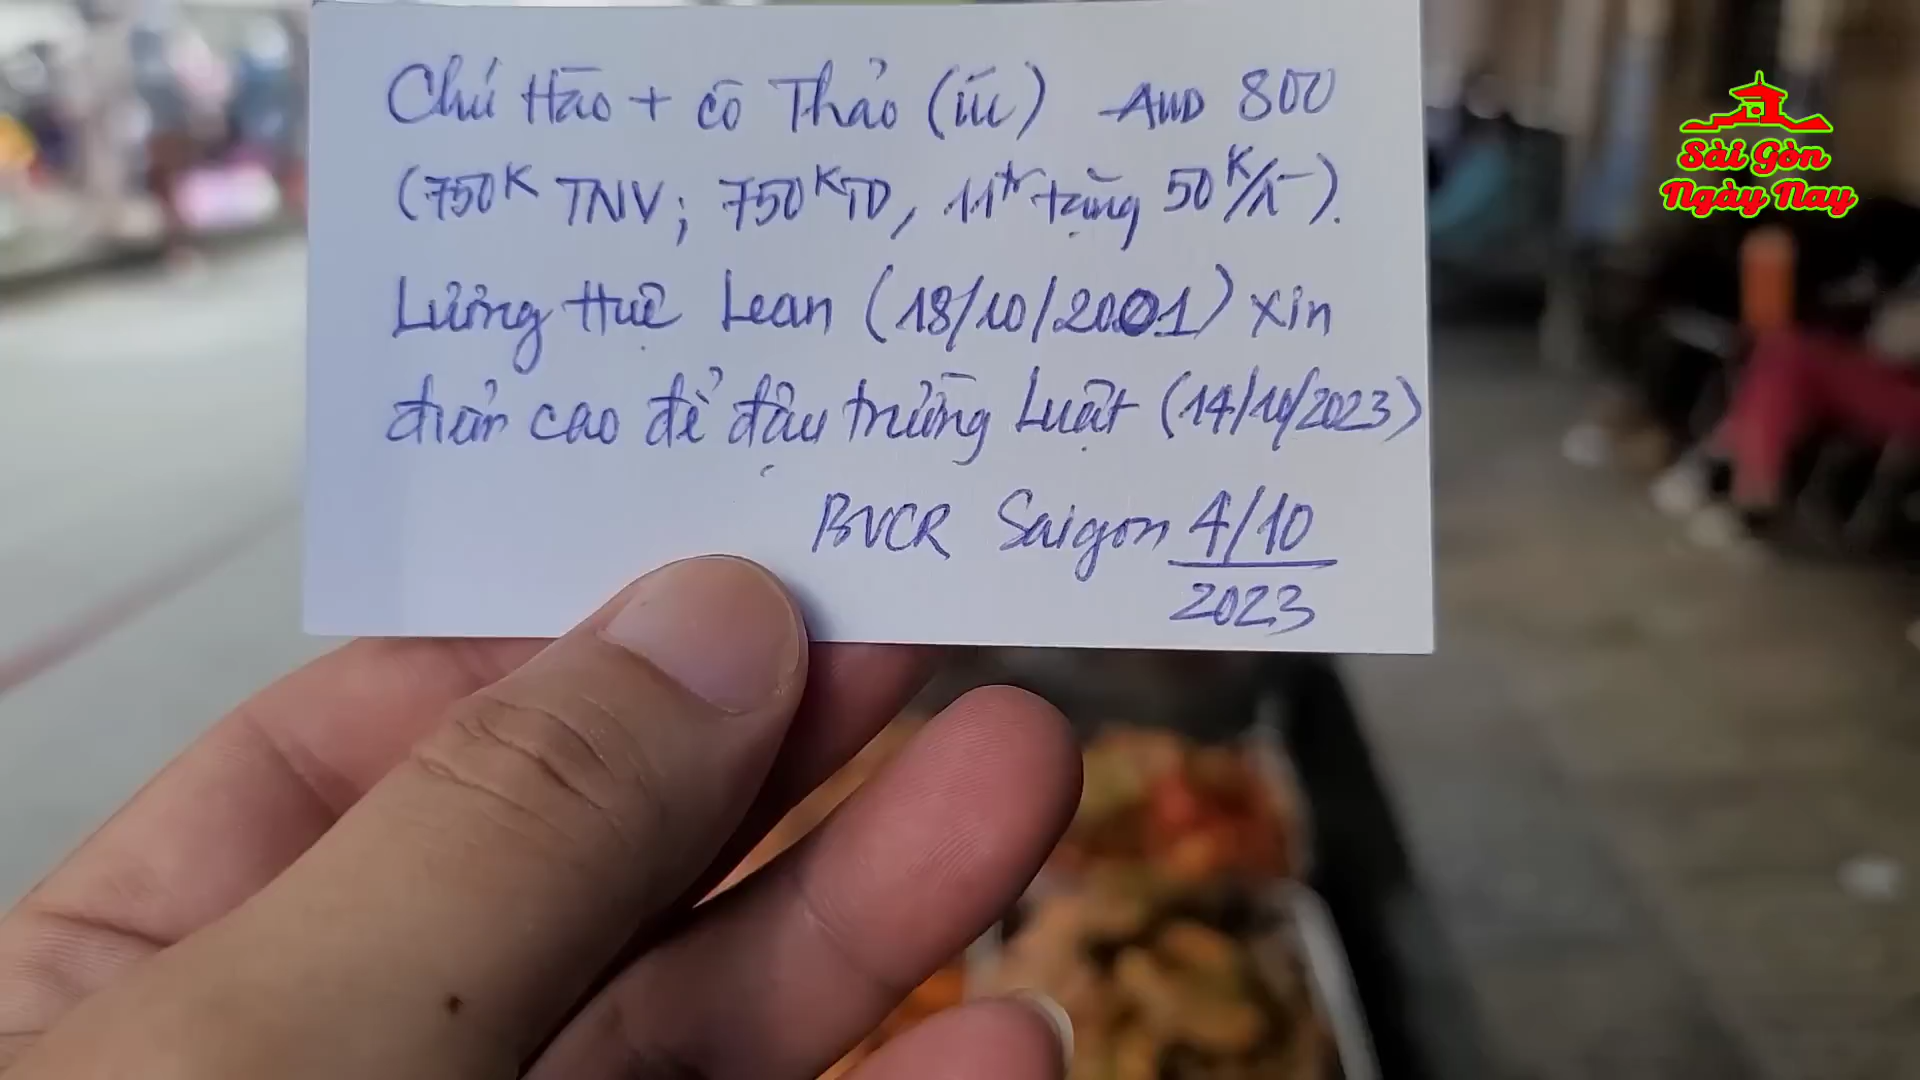 Chú Hào + cô Thảo (Úc) AUD 800
(750K TNV; 750K TD, 11tr tặng 50K/1).
Lương Huệ Lean (18/10/2001) xin
điểm cao để đậu trường Luật (14/10/2023)
BVCR Saigon 4/10
2023
Sài Gòn
Ngày Nay